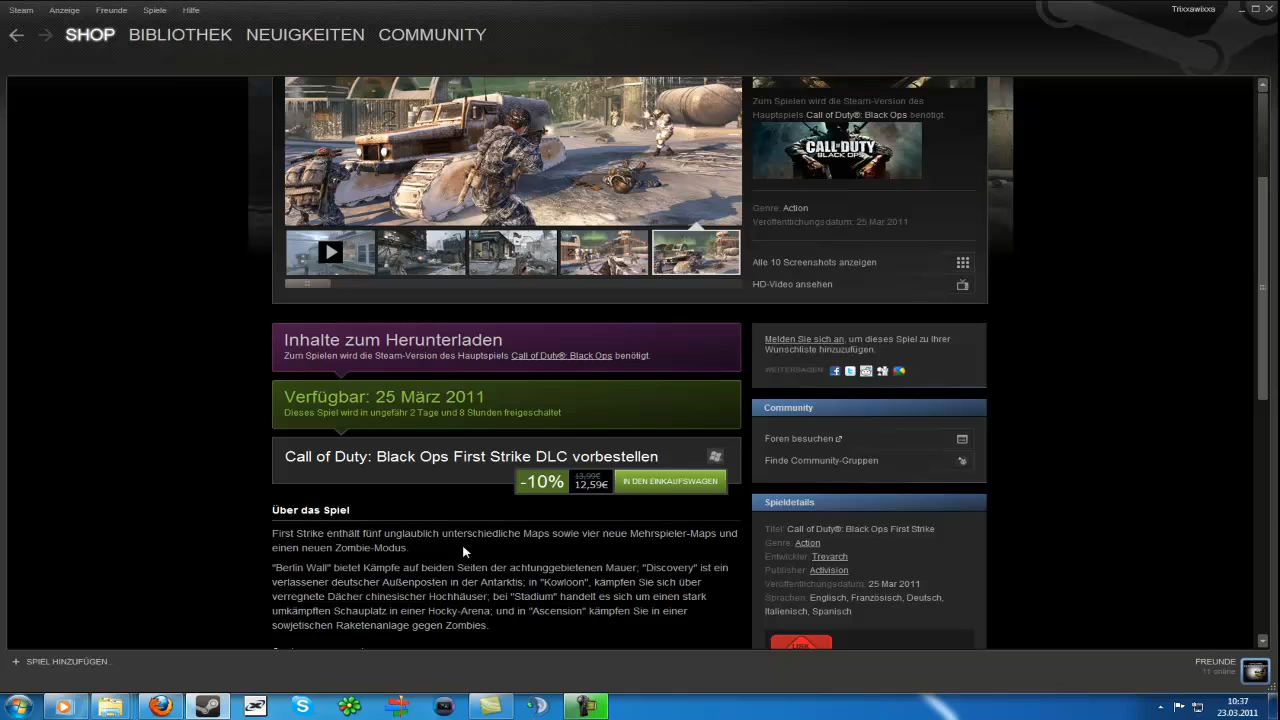 Steam Anzeige Freunde Spiele Hilfe
Trixxawixxa
SHOP BIBLIOTHEK NEUIGKEITEN COMMUNITY
Zum Spielen wird die Steam-Version des
Hauptspiels Call of Duty®: Black Ops benötigt.
CALL OF DUTY
BLACK OPS
Genre: Action
Veröffentlichungsdatum: 25 Mar 2011
Alle 10 Screenshots anzeigen
HD-Video ansehen
Inhalte zum Herunterladen
Zum Spielen wird die Steam-Version des Hauptspiels Call of Duty®: Black Ops benötigt.
Verfügbar: 25 März 2011
Dieses Spiel wird in ungefähr 2 Tage und 8 Stunden freigeschaltet
Call of Duty: Black Ops First Strike DLC vorbestellen
-10% 13,99€ 12,59€ IN DEN EINKAUFSWAGEN
Über das Spiel
First Strike enthält fünf unglaublich unterschiedliche Maps sowie vier neue Mehrspieler-Maps und
einen neuen Zombie-Modus.
"Berlin Wall" bietet Kämpfe auf beiden Seiten der achtunggebietenen Mauer; "Discovery" ist ein
verlassener deutscher Außenposten in der Antarktis; in "Kowloon", kämpfen Sie sich über
verregnete Dächer chinesischer Hochhäuser; bei "Stadium" handelt es sich um einen stark
umkämpften Schauplatz in einer Hocky-Arena; und in "Ascension" kämpfen Sie in einer
sowjetischen Raketenanlage gegen Zombies.
Melden Sie sich an, um dieses Spiel zu Ihrer
Wunschliste hinzuzufügen.
WEITERSAGEN
Community
Foren besuchen
Finde Community-Gruppen
Spieldetails
Titel: Call of Duty®: Black Ops First Strike
Genre: Action
Entwickler: Treyarch
Publisher: Activision
Veröffentlichungsdatum: 25 Mar 2011
Sprachen: Englisch, Französisch, Deutsch,
Italienisch, Spanisch
USK
+ SPIEL HINZUFÜGEN...
FREUNDE
11 online
10:37
23.03.2011